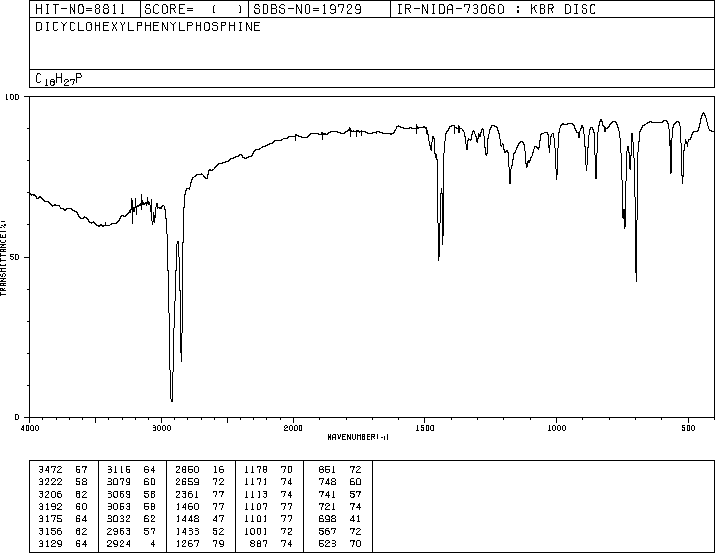 HIT-NO=8811 SCORE= ( ) SDBS-NO=19729 IR-NIDA-73060 : KBR DISC
DICYCLOHEXYLPHENYLPHOSPHINE
C18H27P
100
50
0
TRANSMITTANCE(%)
4000 3000 2000 1500 1000 500
WAVENUMBER(-1)
3472 57 3116 64 2850 16 1178 70 851 72
3222 58 3079 60 2659 72 1171 74 748 60
3206 62 3069 58 2361 77 1113 74 741 57
3192 60 3053 58 1460 77 1107 77 721 74
3175 64 3032 62 1448 47 1101 77 698 41
3156 62 2963 57 1433 52 1001 72 567 72
3129 64 2924 4 1267 79 887 74 523 70